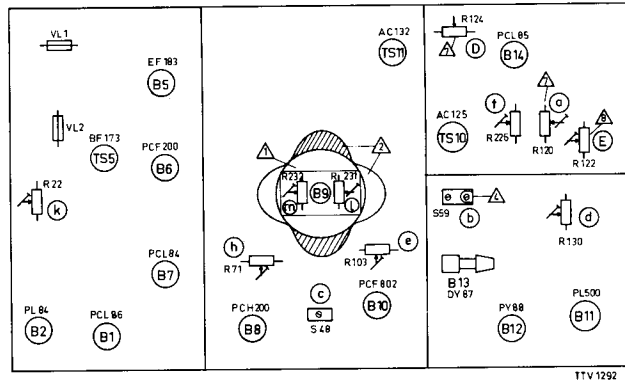 VL1
EF183
B5
VL2
BF173
TS5
PCF200
B6
R22
k
PCL84
B7
PL84
B2
PCL86
B1
AC132
TS11
1
2
R232
R231
B9
m
l
h
R71
e
R103
c
S48
PCF802
B10
PCH200
B8
R124
7
D
PCL85
B14
7
AC125
TS10
f
R226
a
R120
8
E
R122
4
S59
b
d
R130
B13
DY87
PY88
B12
PL500
B11
TTV1292